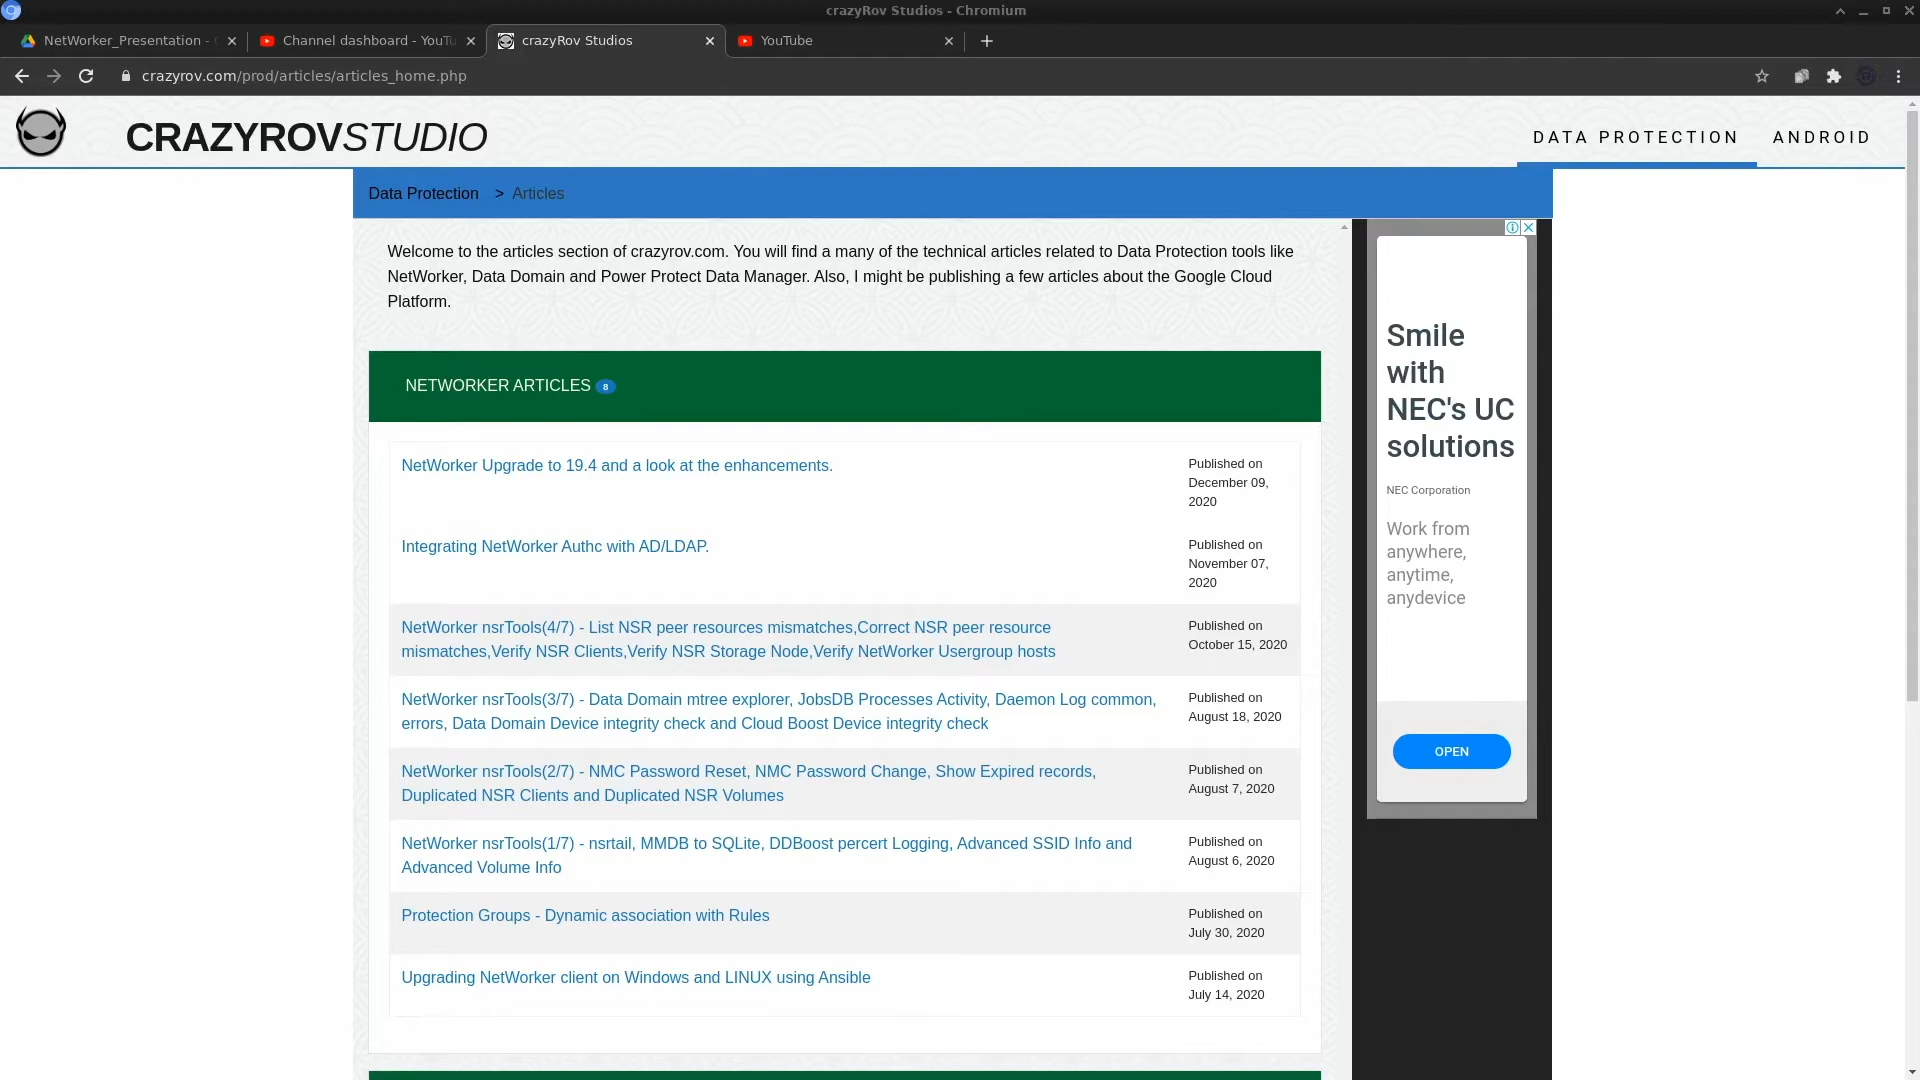 crazyRov Studios - Chromium
NetWorker_Presentation -
Channel dashboard - YouTu
crazyRov Studios
YouTube
crazyrov.com/prod/articles/articles_home.php
CRAZYROVSTUDIO
DATA PROTECTION
ANDROID
Data Protection > Articles
Welcome to the articles section of crazyrov.com. You will find a many of the technical articles related to Data Protection tools like
NetWorker, Data Domain and Power Protect Data Manager. Also, I might be publishing a few articles about the Google Cloud
Platform.
NETWORKER ARTICLES 8
NetWorker Upgrade to 19.4 and a look at the enhancements.
Published on
December 09,
2020
Integrating NetWorker Authc with AD/LDAP.
Published on
November 07,
2020
NetWorker nsrTools(4/7) - List NSR peer resources mismatches,Correct NSR peer resource
mismatches,Verify NSR Clients,Verify NSR Storage Node,Verify NetWorker Usergroup hosts
Published on
October 15, 2020
NetWorker nsrTools(3/7) - Data Domain mtree explorer, JobsDB Processes Activity, Daemon Log common,
errors, Data Domain Device integrity check and Cloud Boost Device integrity check
Published on
August 18, 2020
NetWorker nsrTools(2/7) - NMC Password Reset, NMC Password Change, Show Expired records,
Duplicated NSR Clients and Duplicated NSR Volumes
Published on
August 7, 2020
NetWorker nsrTools(1/7) - nsrtail, MMDB to SQLite, DDBoost percert Logging, Advanced SSID Info and
Advanced Volume Info
Published on
August 6, 2020
Protection Groups - Dynamic association with Rules
Published on
July 30, 2020
Upgrading NetWorker client on Windows and LINUX using Ansible
Published on
July 14, 2020
Smile
with
NEC's UC
solutions
NEC Corporation
Work from
anywhere,
anytime,
anydevice
OPEN